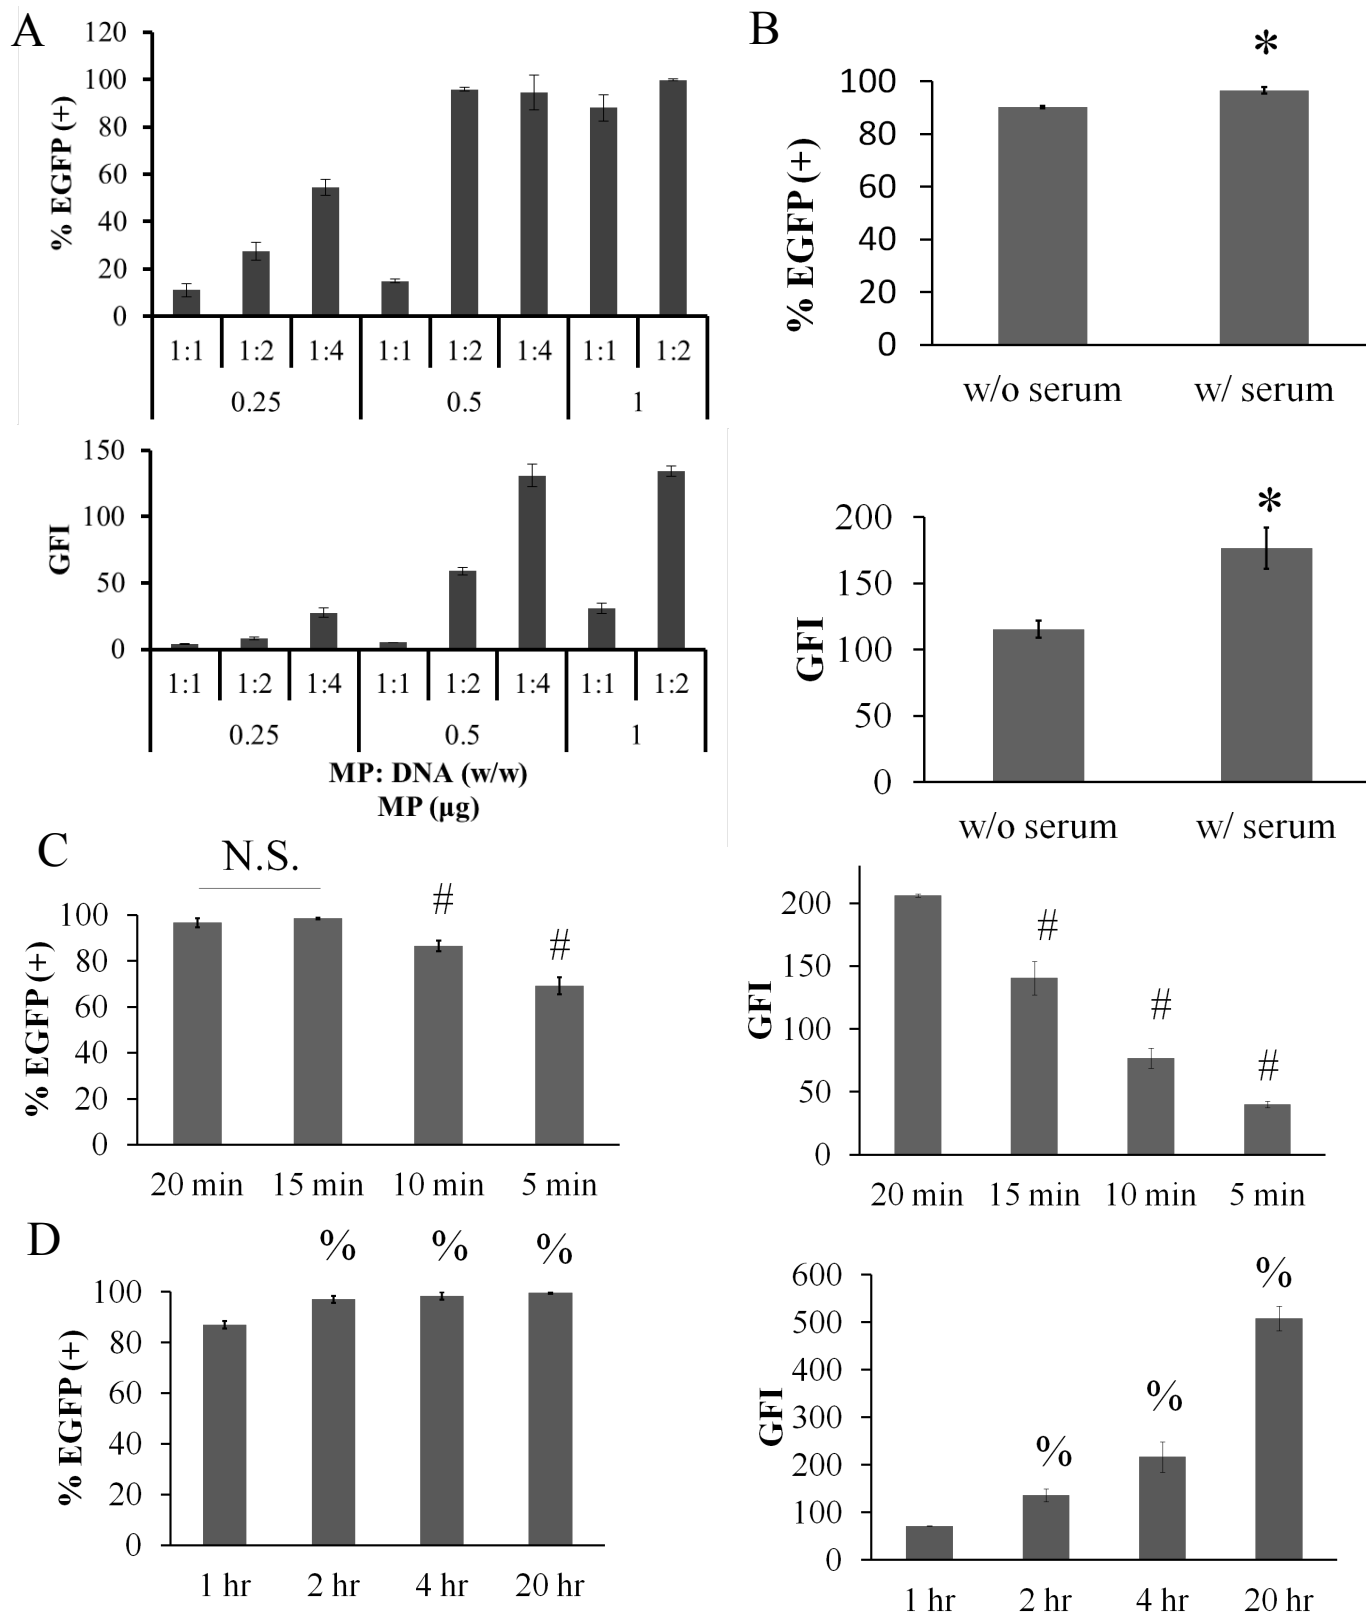 A
120
100
80
60
40
20
0
% EGFP (+)
1:1 1:2 1:4 1:1 1:2 1:4 1:1 1:2
0.25 0.5 1
150
100
50
0
GFI
1:1 1:2 1:4 1:1 1:2 1:4 1:1 1:2
0.25 0.5 1
MP: DNA (w/w)
MP (µg)
B
*
100
80
60
40
20
0
% EGFP (+)
w/o serum w/ serum
*
200
150
100
50
0
GFI
w/o serum w/ serum
C
N.S.
# #
100
80
60
40
20
0
% EGFP (+)
20 min 15 min 10 min 5 min
200
150
100
50
0
GFI
# # #
20 min 15 min 10 min 5 min
D
% % %
100
80
60
40
20
0
% EGFP (+)
1 hr 2 hr 4 hr 20 hr
600
500
400
300
200
100
0
GFI
% % %
1 hr 2 hr 4 hr 20 hr